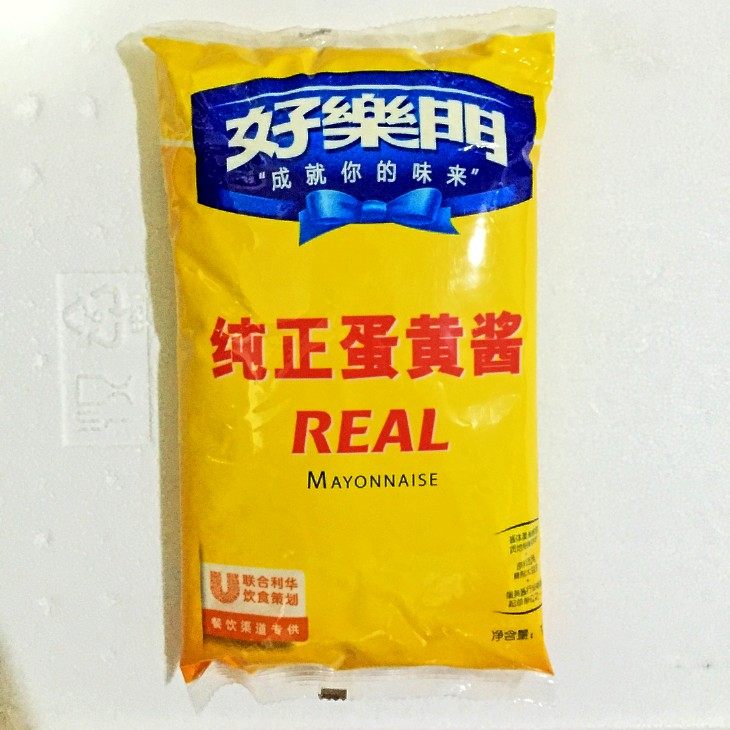 好樂門
“成就你的味来”
纯正蛋黄酱
REAL
MAYONNAISE
联合利华
饮食策划
餐饮渠道专供
净含量: